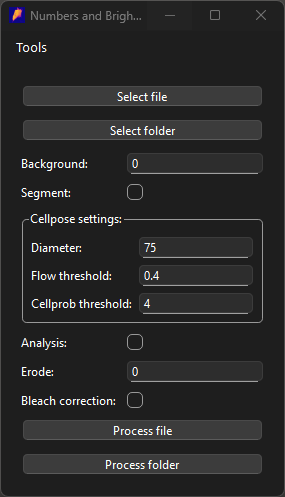 Numbers and Brigh...
Tools
Select file
Select folder
Background: 0
Segment:
Cellpose settings:
Diameter: 75
Flow threshold: 0.4
Cellprob threshold: 4
Analysis:
Erode: 0
Bleach correction:
Process file
Process folder